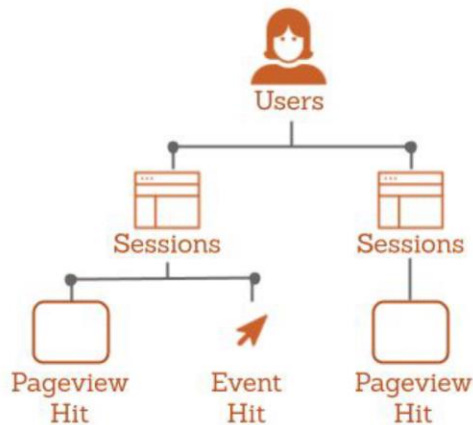 Users
Sessions
Sessions
Pageview
Hit
Event
Hit
Pageview
Hit